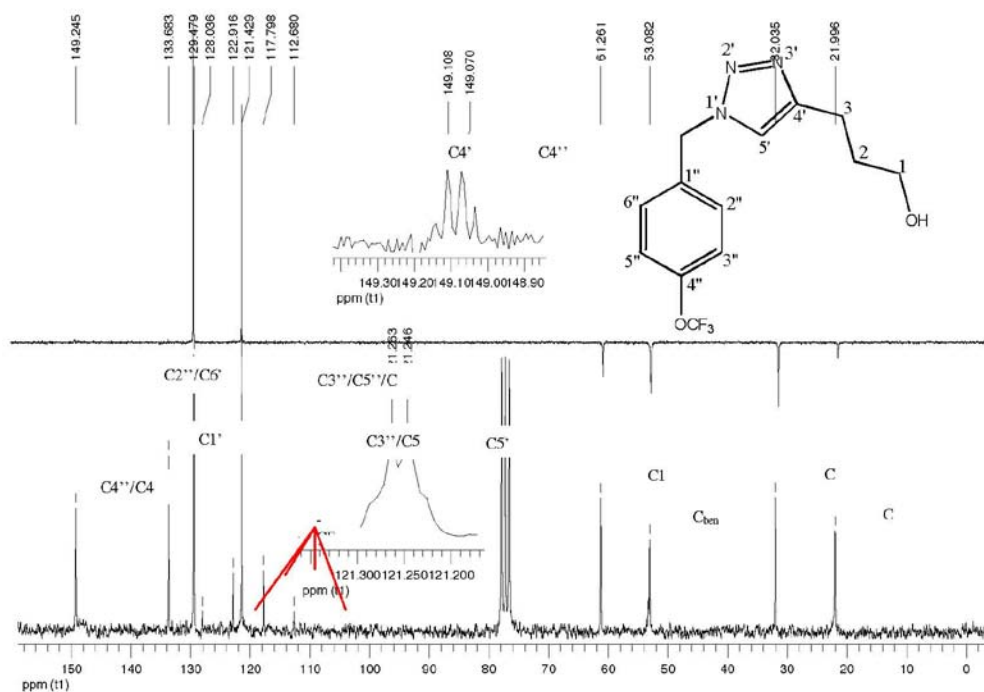 149.245
133.683
129.479
128.036
122.916
121.429
117.798
112.680
61.261
53.082
32.035
21.996
149.108
149.070
C4'
C4''
149.30 149.20 149.10 149.00 148.90
ppm (t1)
2'
N
N
3'
1'
N
4'
5'
3
2
1
OH
1''
6''
2''
5''
3''
4''
OCF3
C2''/C6'
C3''/C5''/C
C1'
C3''/C5
C5'
C4''/C4
C1
C
Cben
C
121.300 121.250 121.200
ppm (t1)
150 140 130 120 110 100 90 80 70 60 50 40 30 20 10 0
ppm (t1)